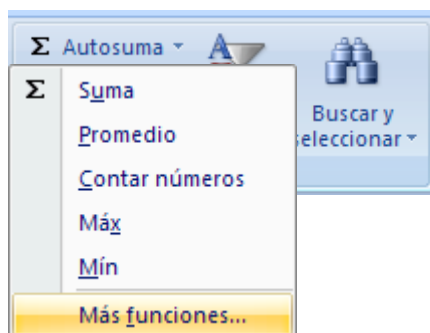 Σ Autosuma
Σ Suma
Promedio
Contar números
Máx
Mín
Más funciones...
Buscar y
seleccionar